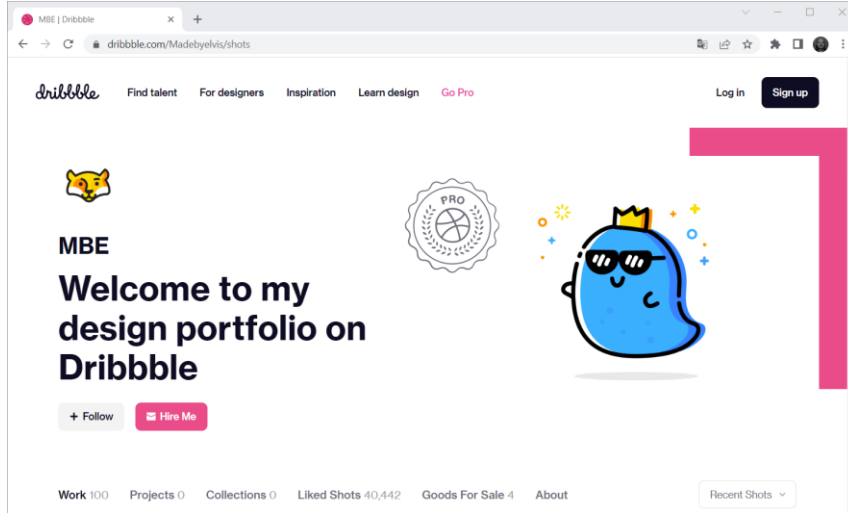 MBE | Dribbble
dribbble.com/Madebyelvis/shots
dribbble Find talent For designers Inspiration Learn design Go Pro Log in Sign up
PRO
MBE
Welcome to my
design portfolio on
Dribbble
+ Follow Hire Me
Work 100 Projects 0 Collections 0 Liked Shots 40,442 Goods For Sale 4 About Recent Shots